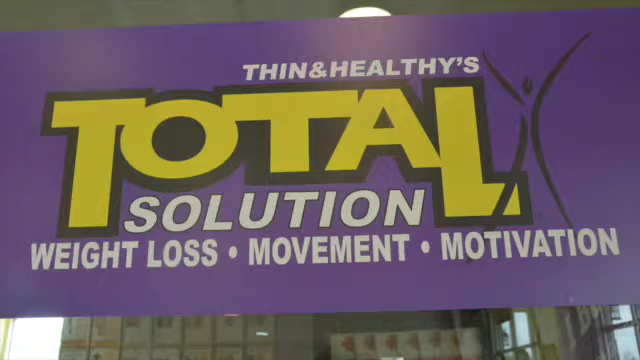 THIN&HEALTHY'S
TOTAL
SOLUTION
WEIGHT LOSS • MOVEMENT • MOTIVATION